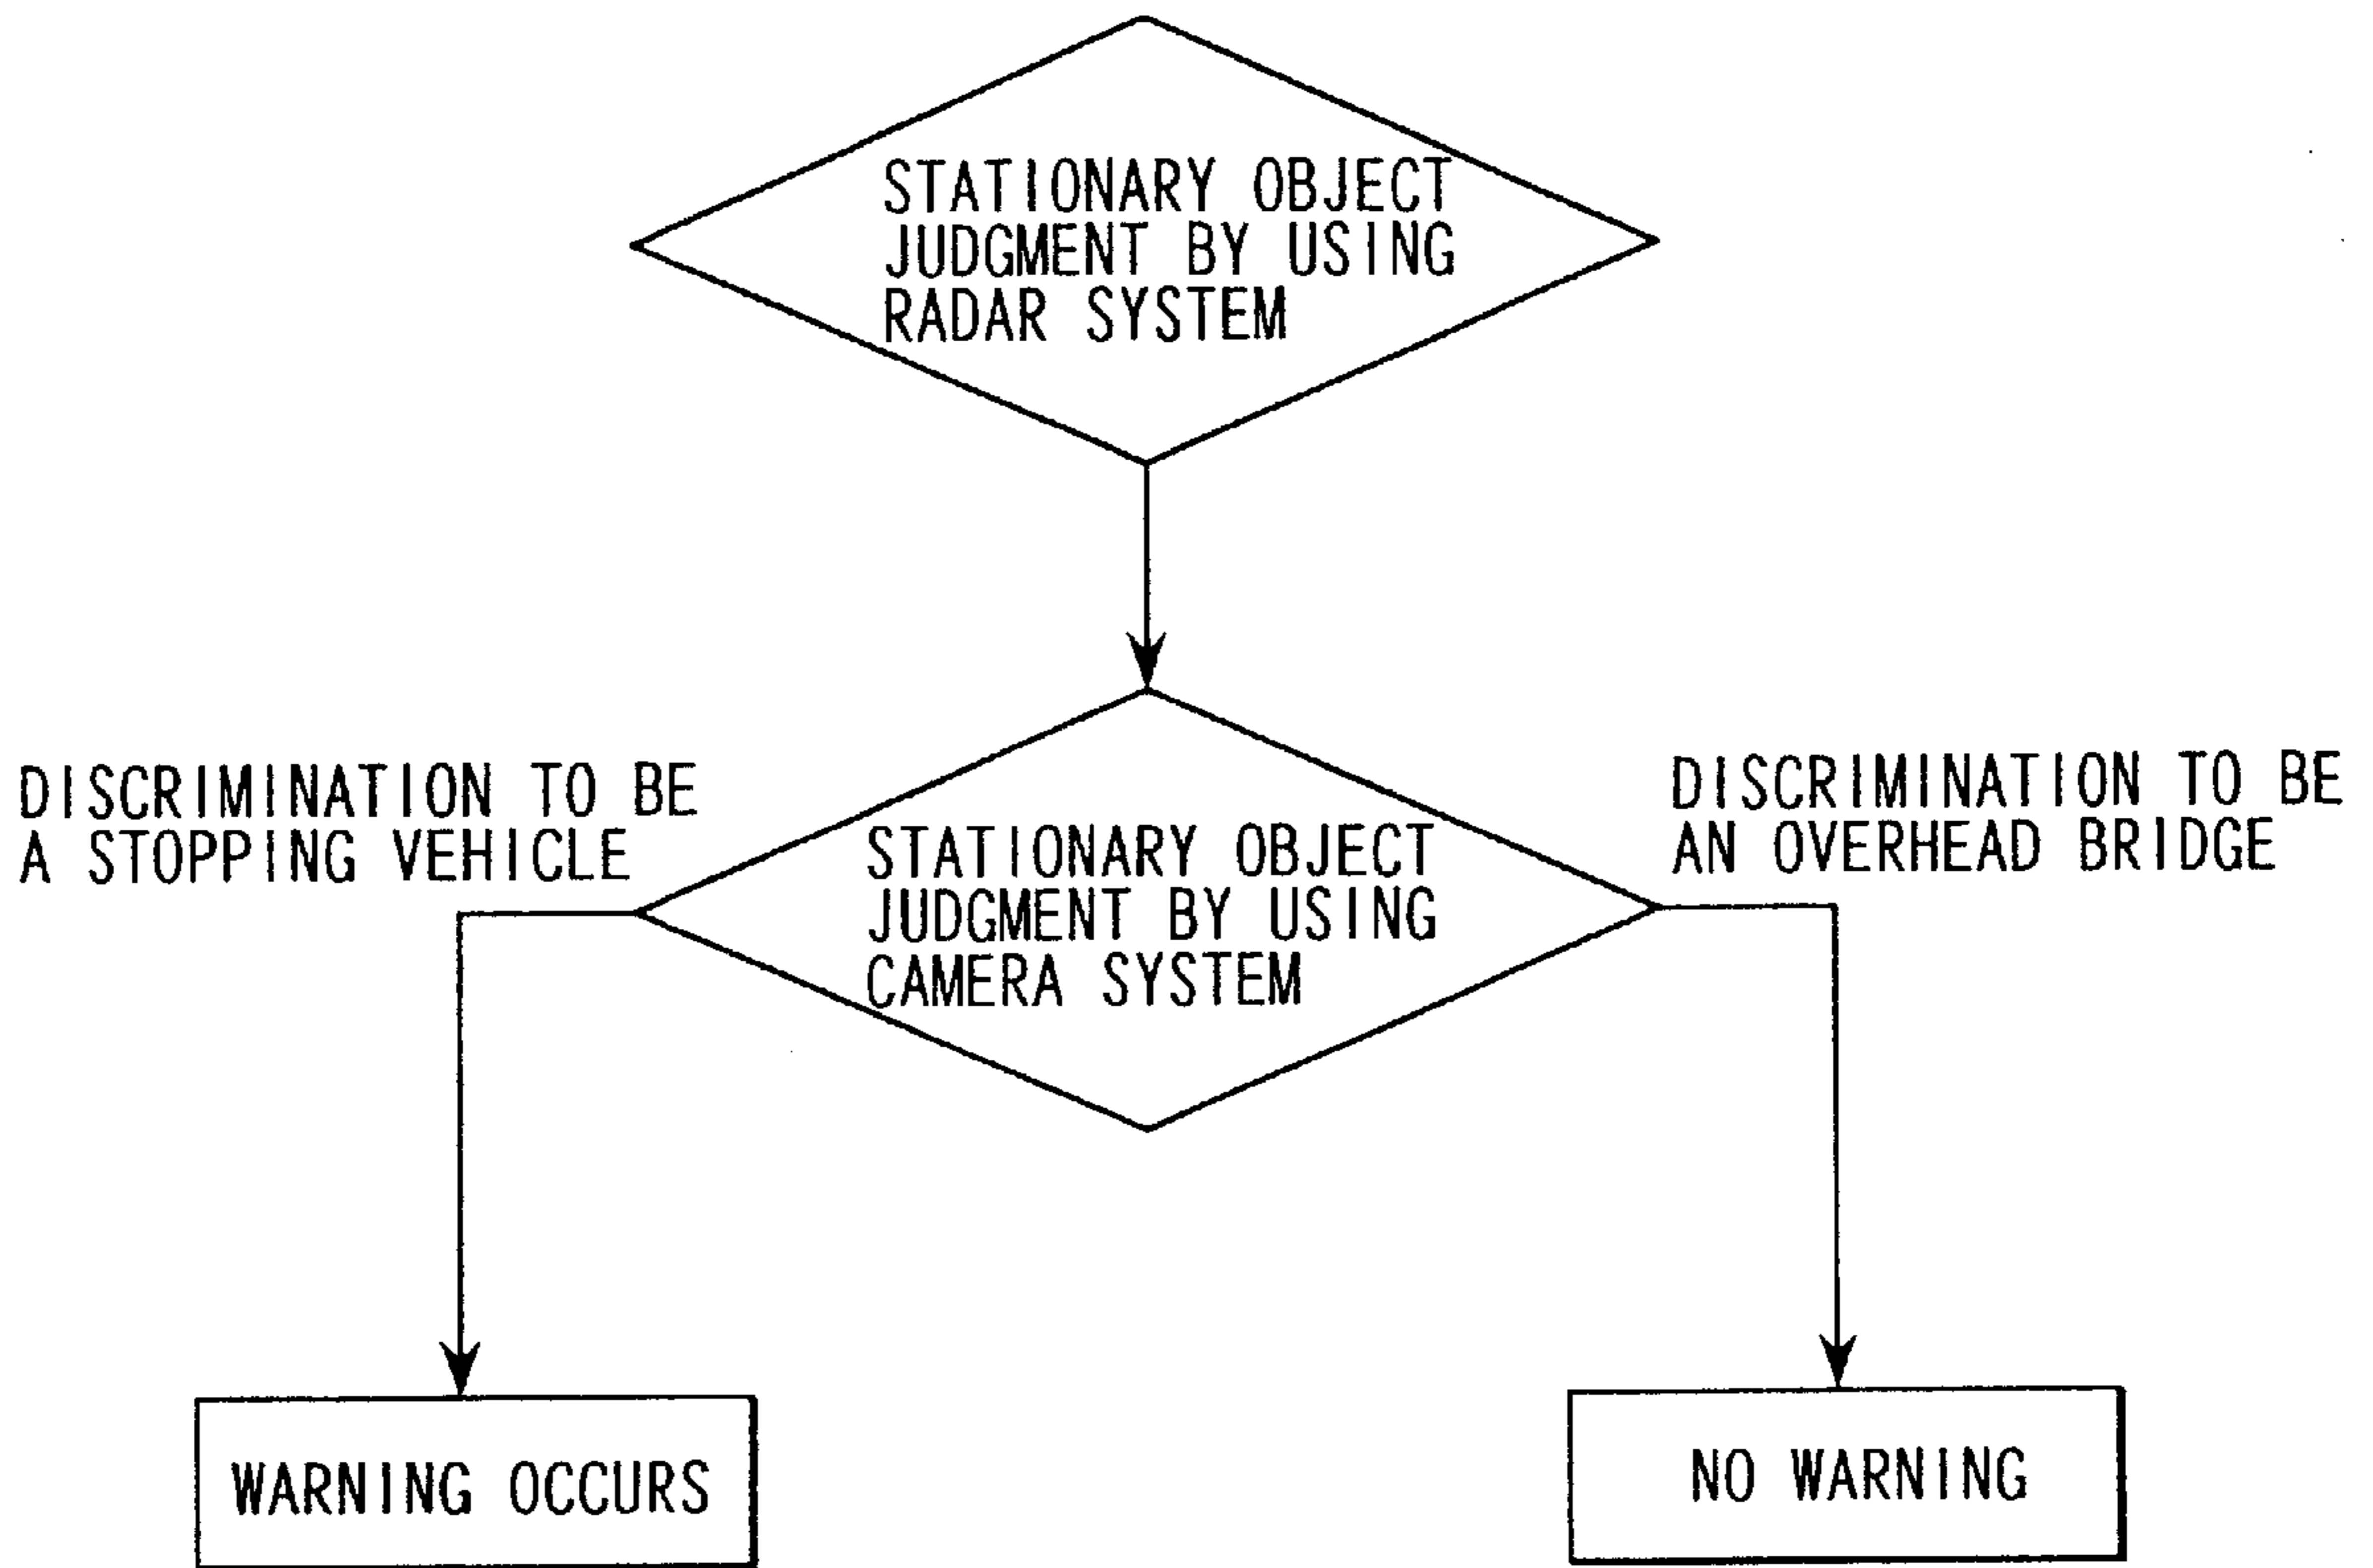 STATIONARY OBJECT
JUDGMENT BY USING
RADAR SYSTEM
DISCRIMINATION TO BE
A STOPPING VEHICLE
STATIONARY OBJECT
JUDGMENT BY USING
CAMERA SYSTEM
DISCRIMINATION TO BE
AN OVERHEAD BRIDGE
WARNING OCCURS
NO WARNING